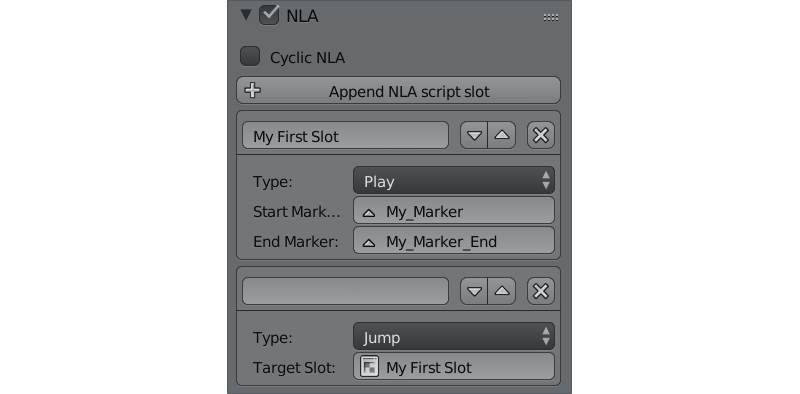 NLA
Cyclic NLA
Append NLA script slot
My First Slot
Type: Play
Start Mark... My_Marker
End Marker: My_Marker_End
Type: Jump
Target Slot: My First Slot